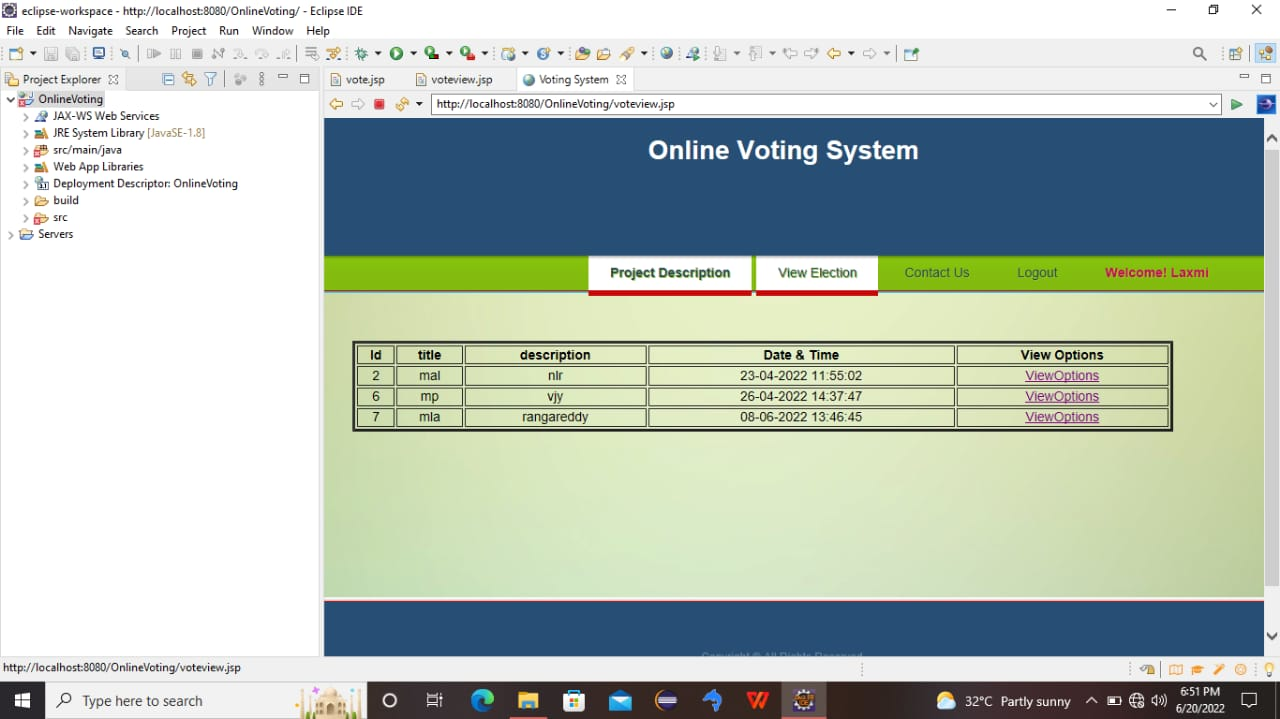 eclipse-workspace - http://localhost:8080/OnlineVoting/ - Eclipse IDE
File Edit Navigate Search Project Run Window Help
Project Explorer
vote.jsp voteview.jsp Voting System
http://localhost:8080/OnlineVoting/voteview.jsp
OnlineVoting
JAX-WS Web Services
JRE System Library [JavaSE-1.8]
src/main/java
Web App Libraries
Deployment Descriptor: OnlineVoting
build
src
Servers
Online Voting System
Project Description View Election Contact Us Logout Welcome! Laxmi
Id title description Date & Time View Options
2 mal nlr 23-04-2022 11:55:02 ViewOptions
6 mp vjy 26-04-2022 14:37:47 ViewOptions
7 mla rangareddy 08-06-2022 13:46:45 ViewOptions
Copyright © All Rights Reserved
http://localhost:8080/OnlineVoting/voteview.jsp
Type here to search
32°C Partly sunny
6:51 PM
6/20/2022